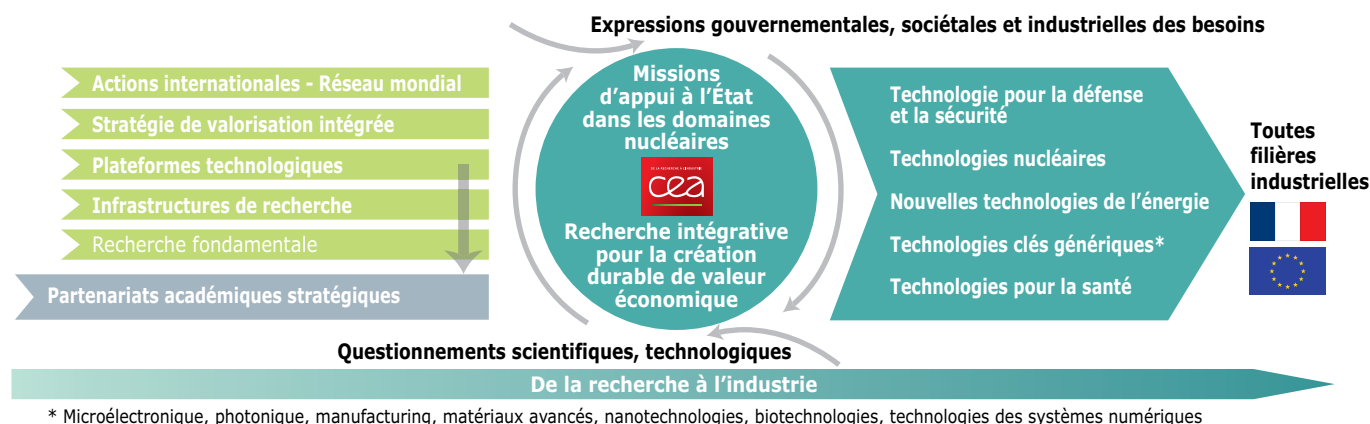 Expressions gouvernementales, sociétales et industrielles des besoins
Actions internationales - Réseau mondial
Stratégie de valorisation intégrée
Plateformes technologiques
Infrastructures de recherche
Recherche fondamentale
Partenariats académiques stratégiques
Missions
d'appui à l'État
dans les domaines
nucléaires
DE LA RECHERCHE À L'INDUSTRIE
cea
Recherche intégrative
pour la création
durable de valeur
économique
Technologie pour la défense
et la sécurité
Technologies nucléaires
Nouvelles technologies de l'énergie
Technologies clés génériques*
Technologies pour la santé
Toutes
filières
industrielles
Questionnements scientifiques, technologiques
De la recherche à l'industrie
* Microélectronique, photonique, manufacturing, matériaux avancés, nanotechnologies, biotechnologies, technologies des systèmes numériques